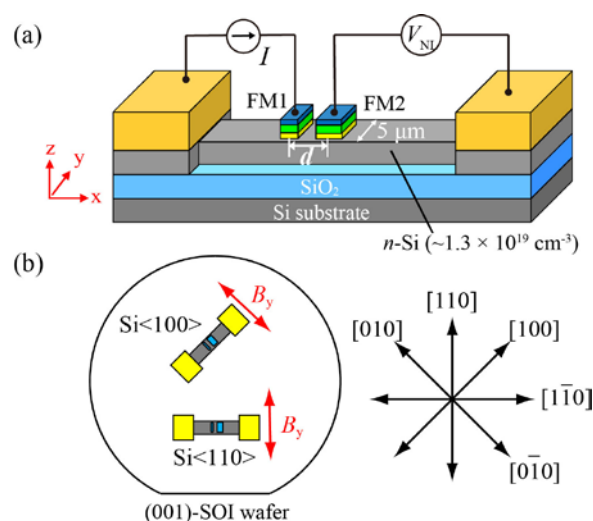 (a)
I
V_NI
FM1
FM2
5 μm
d
z
y
x
SiO₂
Si substrate
n-Si (~1.3 × 10¹⁹ cm⁻³)
(b)
B_y
Si<100>
B_y
Si<110>
(001)-SOI wafer
[110]
[010]
[100]
[11̄0]
[01̄0]